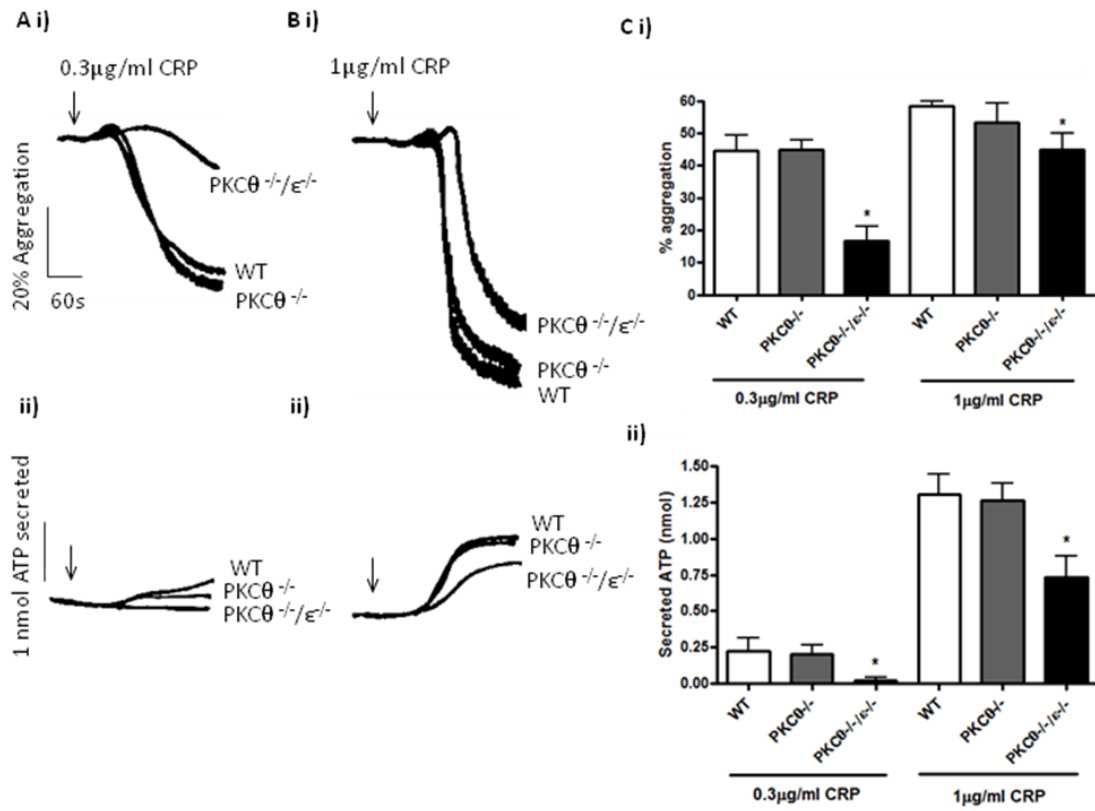 A i)
0.3μg/ml CRP
20% Aggregation
60s
PKCθ -/-/ε-/-
WT
PKCθ-/-
ii)
1 nmol ATP secreted
WT
PKCθ -/-
PKCθ -/-/ε-/-
B i)
1μg/ml CRP
PKCθ -/-/ε-/-
PKCθ -/-
WT
ii)
WT
PKCθ -/-
PKCθ -/-/ε-/-
C i)
% aggregation
60
50
40
30
20
10
0
*
*
WT
PKCθ-/-
PKCθ-/-/ε-/-
WT
PKCθ-/-
PKCθ-/-/ε-/-
0.3μg/ml CRP
1μg/ml CRP
ii)
Secreted ATP (nmol)
1.50
1.25
1.00
0.75
0.50
0.25
0.00
*
*
WT
PKCθ-/-
PKCθ-/-/ε-/-
WT
PKCθ-/-
PKCθ-/-/ε-/-
0.3μg/ml CRP
1μg/ml CRP